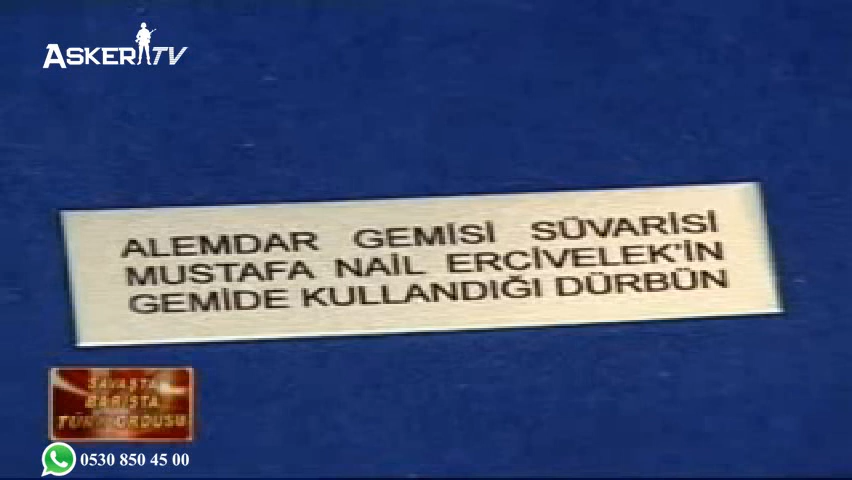 ASKER TV
ALEMDAR GEMİSİ SÜVARİSİ
MUSTAFA NAİL ERCİVELEK'İN
GEMİDE KULLANDIĞI DÜRBÜN
SAVAŞTA
BARIŞTA
TÜRK ORDUSU
0530 850 45 00